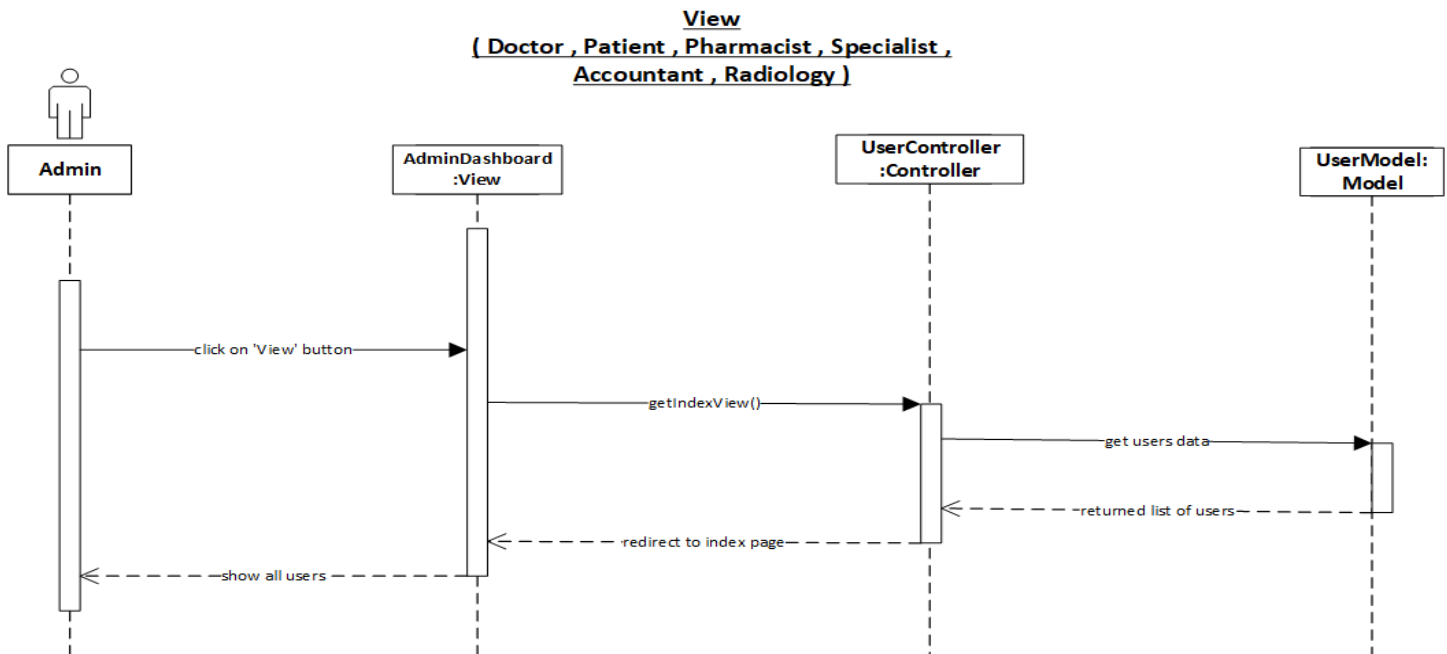 View
( Doctor , Patient , Pharmacist , Specialist ,
Accountant , Radiology )
Admin
AdminDashboard
:View
UserController
:Controller
UserModel:
Model
click on 'View' button
getIndexView()
get users data
returned list of users
redirect to index page
show all users